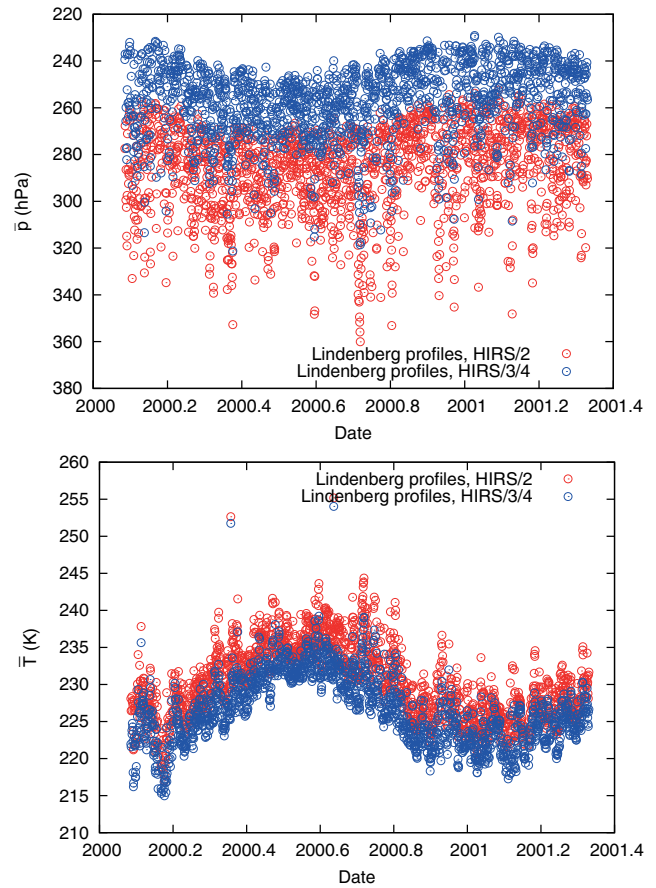 220
240
260
280
300
320
340
360
380
p̄ (hPa)
Lindenberg profiles, HIRS/2
Lindenberg profiles, HIRS/3/4
2000 2000.2 2000.4 2000.6 2000.8 2001 2001.2 2001.4
Date
260
255
250
245
240
235
230
225
220
215
210
T̿ (K)
Lindenberg profiles, HIRS/2
Lindenberg profiles, HIRS/3/4
2000 2000.2 2000.4 2000.6 2000.8 2001 2001.2 2001.4
Date